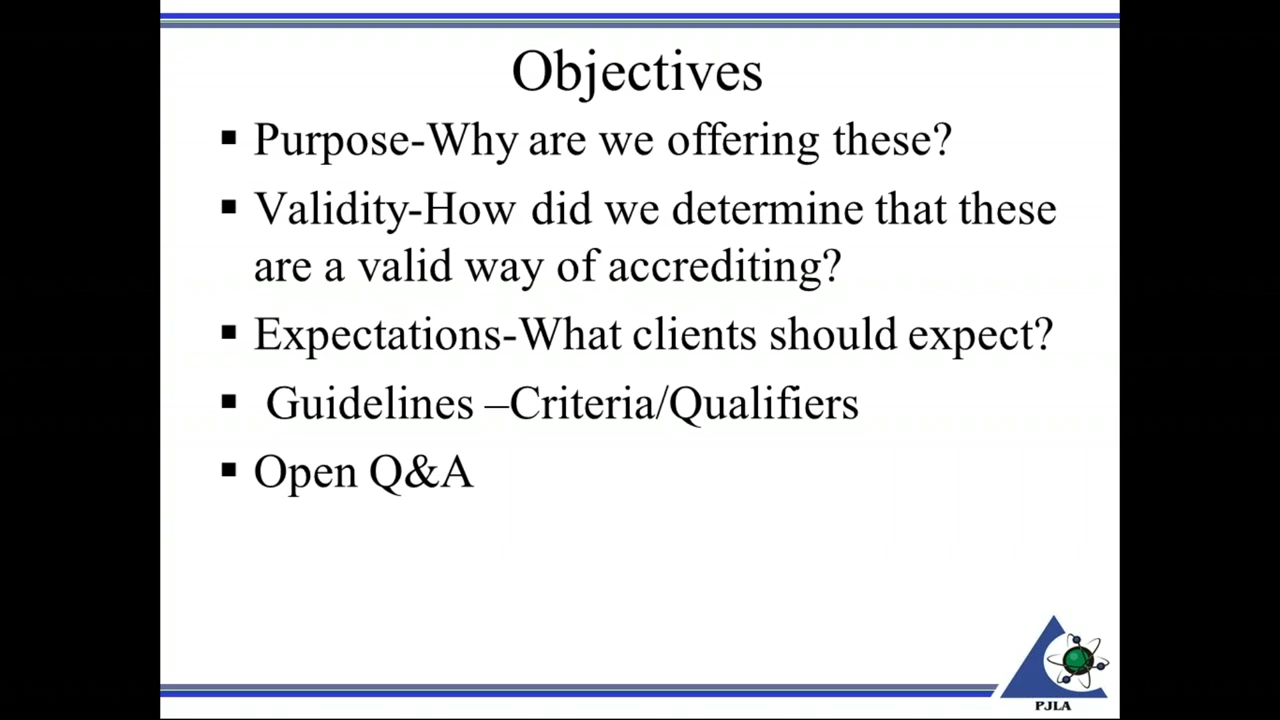 Objectives
▪ Purpose-Why are we offering these?
▪ Validity-How did we determine that these
are a valid way of accrediting?
▪ Expectations-What clients should expect?
▪ Guidelines –Criteria/Qualifiers
▪ Open Q&A
PJLA